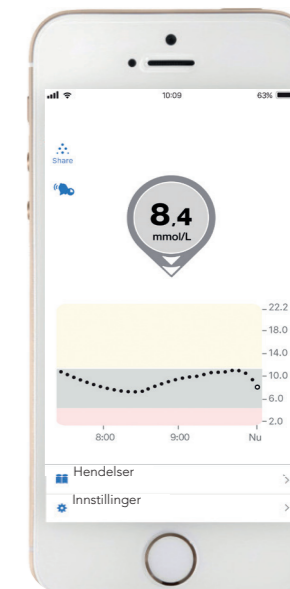 10:09
63%
Share
8,4
mmol/L
22.2
18.0
14.0
10.0
6.0
2.0
8:00
9:00
Nu
Hendelser
Innstillinger